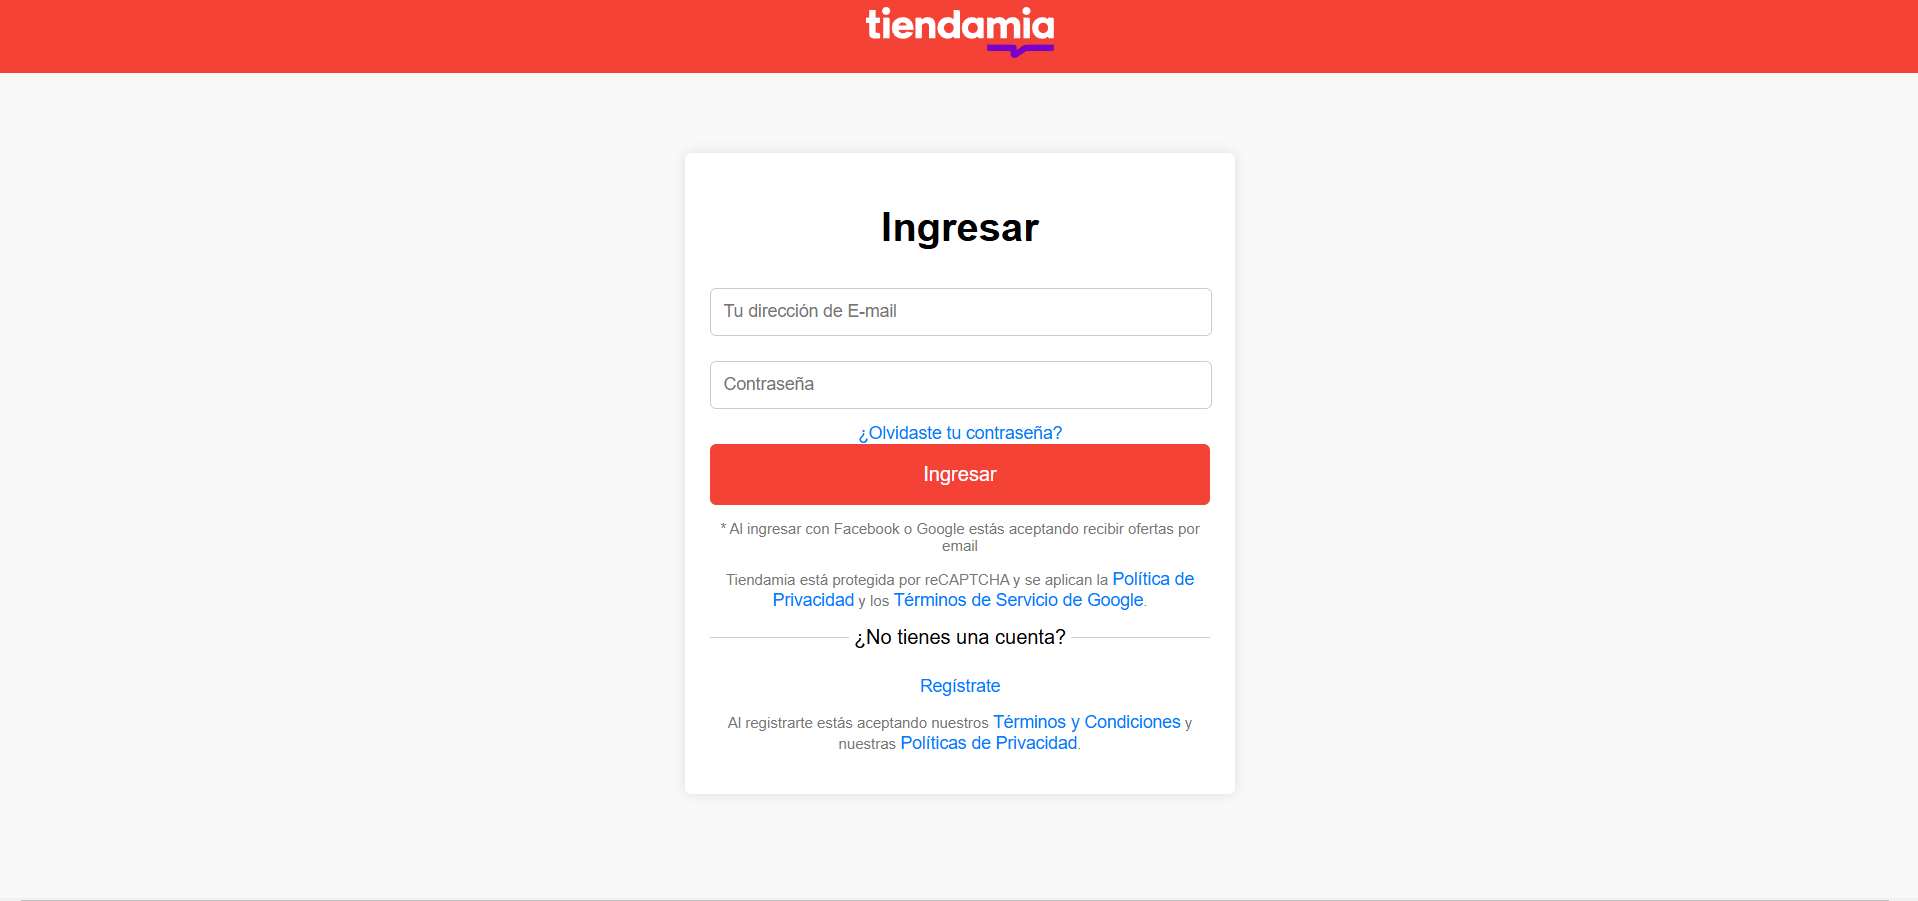 tiendamia
Ingresar
Tu dirección de E-mail
Contraseña
¿Olvidaste tu contraseña?
Ingresar
* Al ingresar con Facebook o Google estás aceptando recibir ofertas por
email
Tiendamia está protegida por reCAPTCHA y se aplican la Política de
Privacidad y los Términos de Servicio de Google.
¿No tienes una cuenta?
Regístrate
Al registrarte estás aceptando nuestros Términos y Condiciones y
nuestras Políticas de Privacidad.